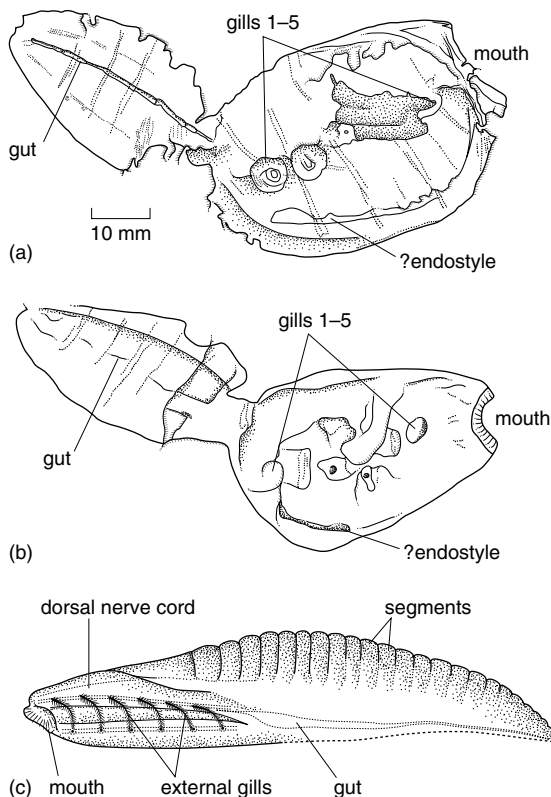 gills 1–5
mouth
gut
10 mm
?endostyle
(a)
gills 1–5
mouth
gut
?endostyle
(b)
dorsal nerve cord
segments
mouth
external gills
gut
(c)